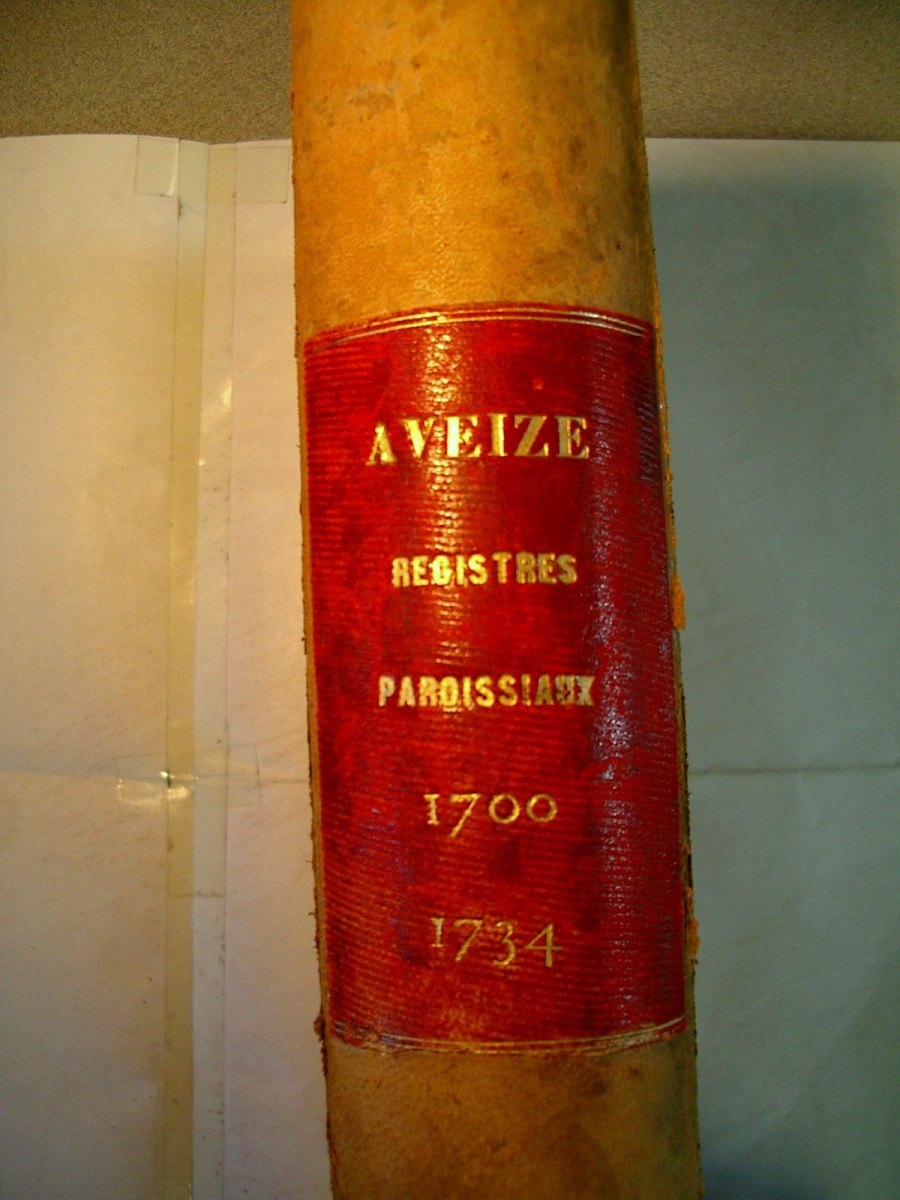 AVEIZE
REGISTRES
PAROISSIAUX
1700
1734